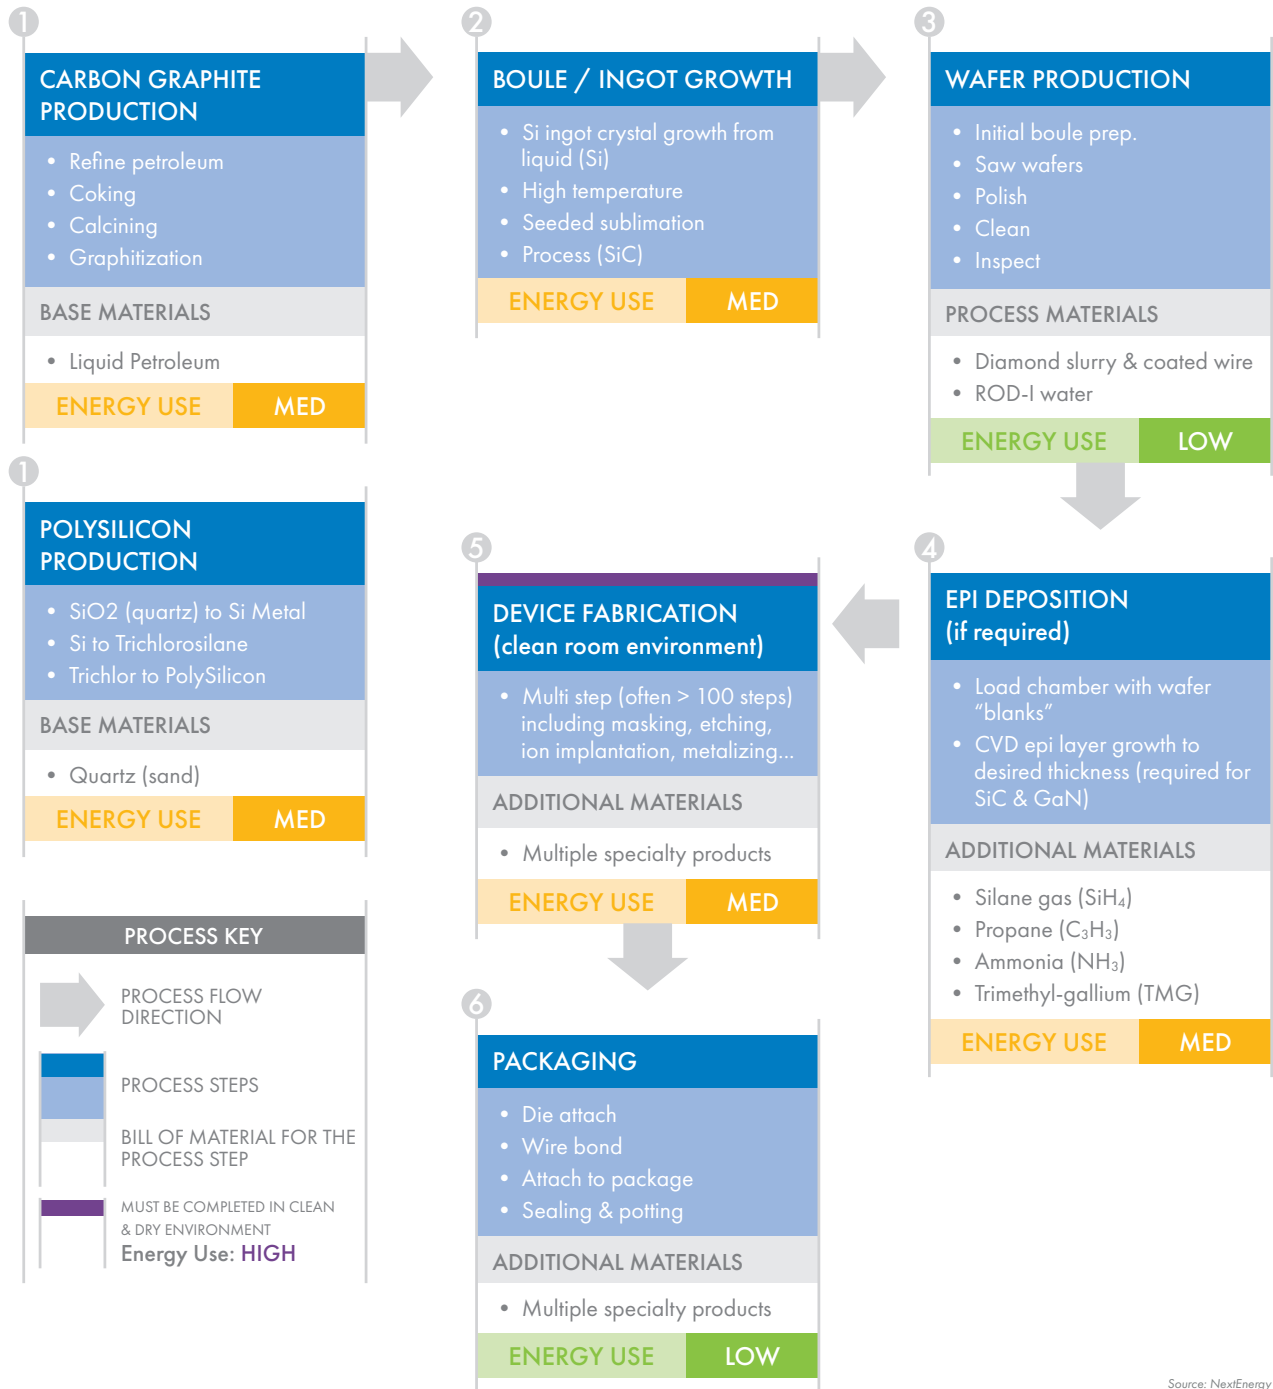 1
CARBON GRAPHITE
PRODUCTION
• Refine petroleum
• Coking
• Calcining
• Graphitization
BASE MATERIALS
• Liquid Petroleum
ENERGY USE MED
1
POLYSILICON
PRODUCTION
• SiO2 (quartz) to Si Metal
• Si to Trichlorosilane
• Trichlor to PolySilicon
BASE MATERIALS
• Quartz (sand)
ENERGY USE MED
2
BOULE / INGOT GROWTH
• Si ingot crystal growth from
liquid (Si)
• High temperature
• Seeded sublimation
• Process (SiC)
ENERGY USE MED
3
WAFER PRODUCTION
• Initial boule prep.
• Saw wafers
• Polish
• Clean
• Inspect
PROCESS MATERIALS
• Diamond slurry & coated wire
• ROD-I water
ENERGY USE LOW
4
EPI DEPOSITION
(if required)
• Load chamber with wafer
“blanks”
• CVD epi layer growth to
desired thickness (required for
SiC & GaN)
ADDITIONAL MATERIALS
• Silane gas (SiH₄)
• Propane (C₃H₃)
• Ammonia (NH₃)
• Trimethyl-gallium (TMG)
ENERGY USE MED
5
DEVICE FABRICATION
(clean room environment)
• Multi step (often > 100 steps)
including masking, etching,
ion implantation, metalizing...
ADDITIONAL MATERIALS
• Multiple specialty products
ENERGY USE MED
6
PACKAGING
• Die attach
• Wire bond
• Attach to package
• Sealing & potting
ADDITIONAL MATERIALS
• Multiple specialty products
ENERGY USE LOW
PROCESS KEY
PROCESS FLOW
DIRECTION
PROCESS STEPS
BILL OF MATERIAL FOR THE
PROCESS STEP
MUST BE COMPLETED IN CLEAN
& DRY ENVIRONMENT
Energy Use: HIGH
Source: NextEnergy